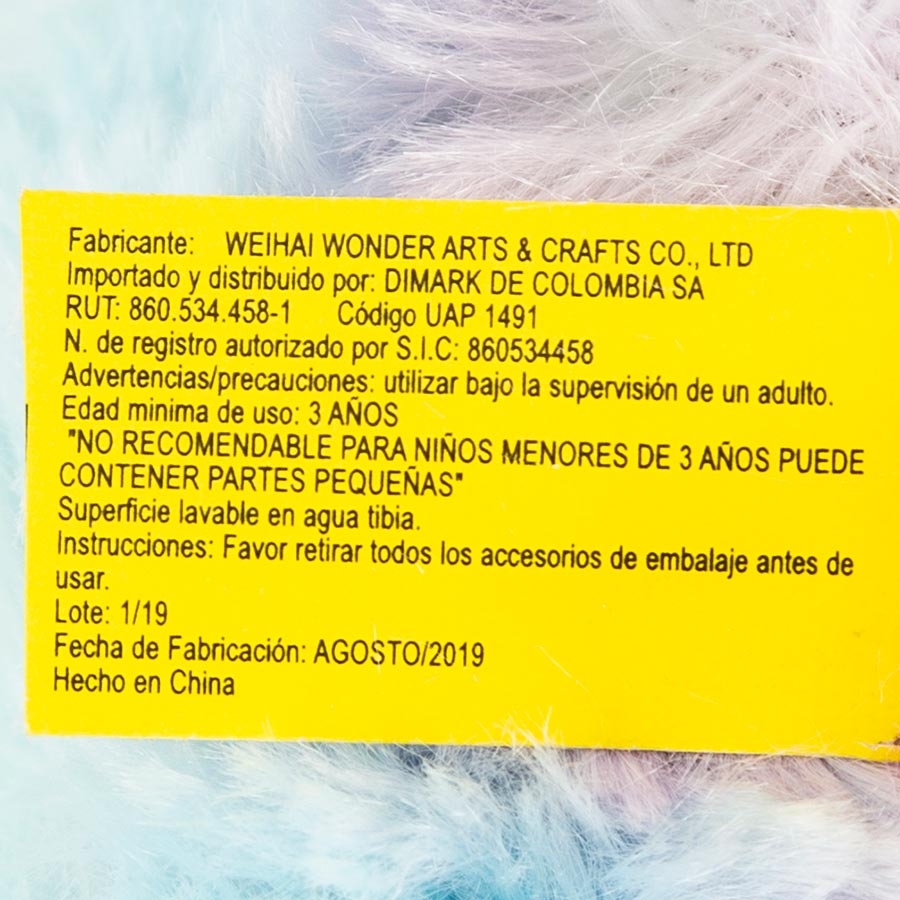 Fabricante: WEIHAI WONDER ARTS & CRAFTS CO., LTD
Importado y distribuido por: DIMARK DE COLOMBIA SA
RUT: 860.534.458-1 Código UAP 1491
N. de registro autorizado por S.I.C: 860534458
Advertencias/precauciones: utilizar bajo la supervisión de un adulto.
Edad minima de uso: 3 AÑOS
"NO RECOMENDABLE PARA NIÑOS MENORES DE 3 AÑOS PUEDE
CONTENER PARTES PEQUEÑAS"
Superficie lavable en agua tibia.
Instrucciones: Favor retirar todos los accesorios de embalaje antes de
usar.
Lote: 1/19
Fecha de Fabricación: AGOSTO/2019
Hecho en China